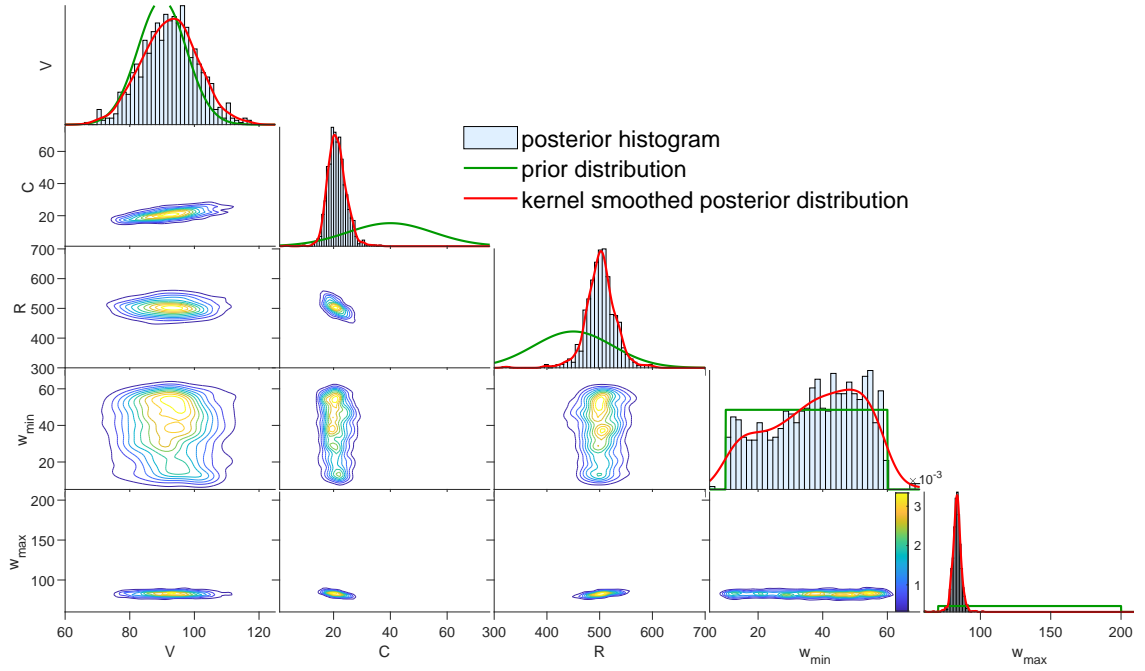 V
posterior histogram
prior distribution
kernel smoothed posterior distribution
60
40
20
C
700
600
500
400
300
R
60
40
20
w_min
×10^-3
3
2
1
200
150
100
w_max
60 80 100 120
20 40 60
300 400 500 600 700
20 40 60
100 150 200
V C R w_min w_max